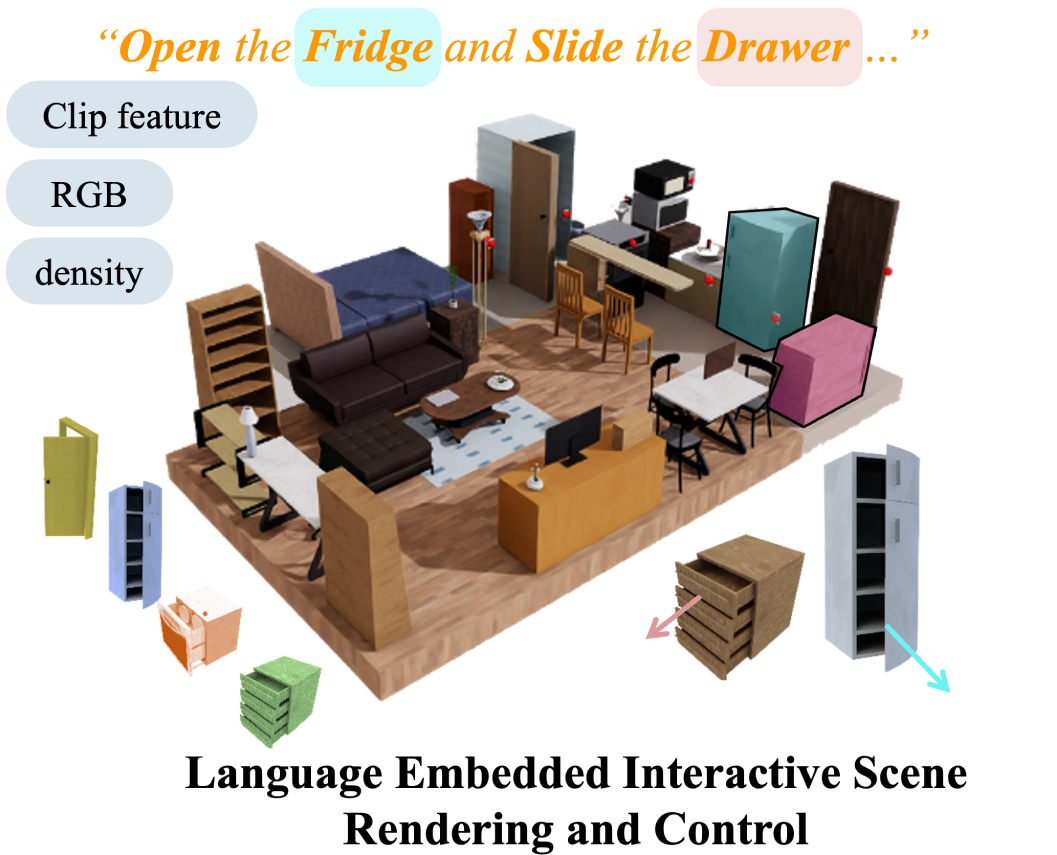 “Open the Fridge and Slide the Drawer ...”
Clip feature
RGB
density
Language Embedded Interactive Scene
Rendering and Control